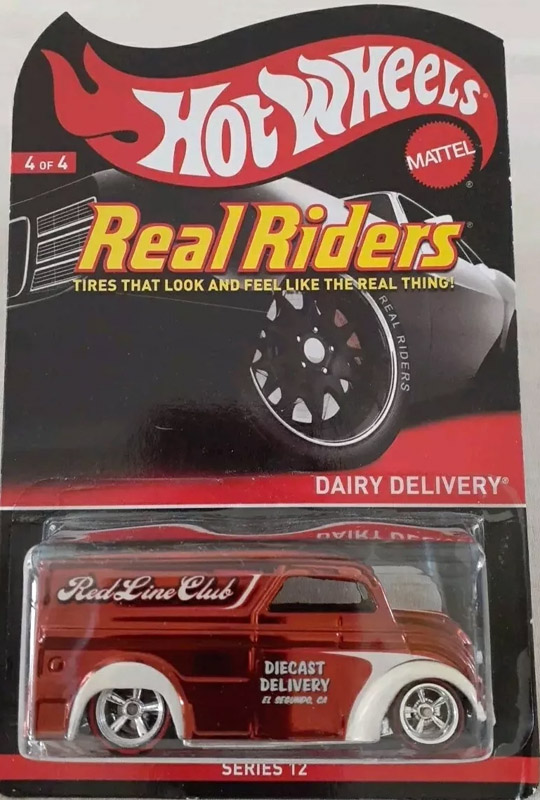 HOT WHEELS®
MATTEL
®
4 OF 4
Real Riders®
TIRES THAT LOOK AND FEEL LIKE THE REAL THING!
REAL RIDERS
DAIRY DELIVERY®
Red Line Club
DIECAST
DELIVERY
EL SEGUNDO, CA
SERIES 12